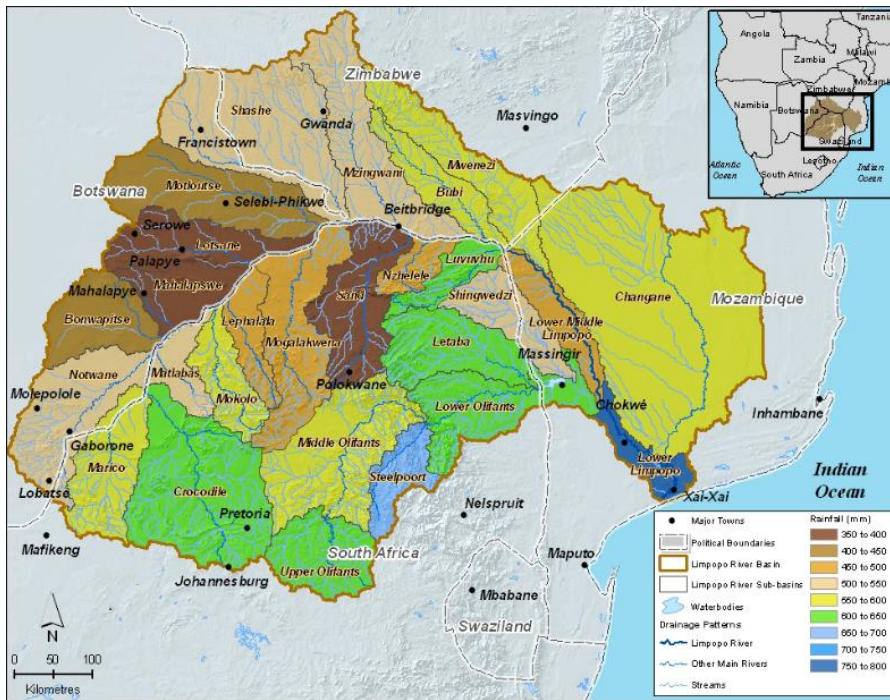 Zimbabwe
Masvingo
Shashe
Gwanda
Francistown
Mzingwani
Mwenezi
Bubi
Botswana
Motloutse
Selebi-Phikwe
Beitbridge
Serowe
Lotsane
Palapye
Mahalapswe
Mahalapye
Bonwapitse
Luvuvhu
Nzhelele
Sand
Shingwedzi
Changane
Mozambique
Lephalala
Mogalakwena
Lower Middle
Limpopo
Letaba
Massingir
Notwane
Matlabas
Mokolo
Polokwane
Molepolole
Gaborone
Lower Olifants
Chokwé
Inhambane
Middle Olifants
Marico
Steelpoort
Lower
Limpopo
Xai-Xai
Lobatse
Crocodile
Indian
Ocean
Pretoria
Nelspruit
Mafikeng
South Africa
Johannesburg
Upper Olifants
Maputo
Mbabane
Swaziland
N
0 50 100
Kilometres
Tanzania
Angola
Malawi
Zambia
Mozamb
Zimbabwe
Namibia
Botswana
Swaziland
Lesotho
South Africa
Atlantic
Ocean
Indian
Ocean
Major Towns
Political Boundaries
Limpopo River Basin
Limpopo River Sub-basins
Waterbodies
Drainage Patterns
Limpopo River
Other Main Rivers
Streams
Rainfall (mm)
350 to 400
400 to 450
450 to 500
500 to 550
550 to 600
600 to 650
650 to 700
700 to 750
750 to 800